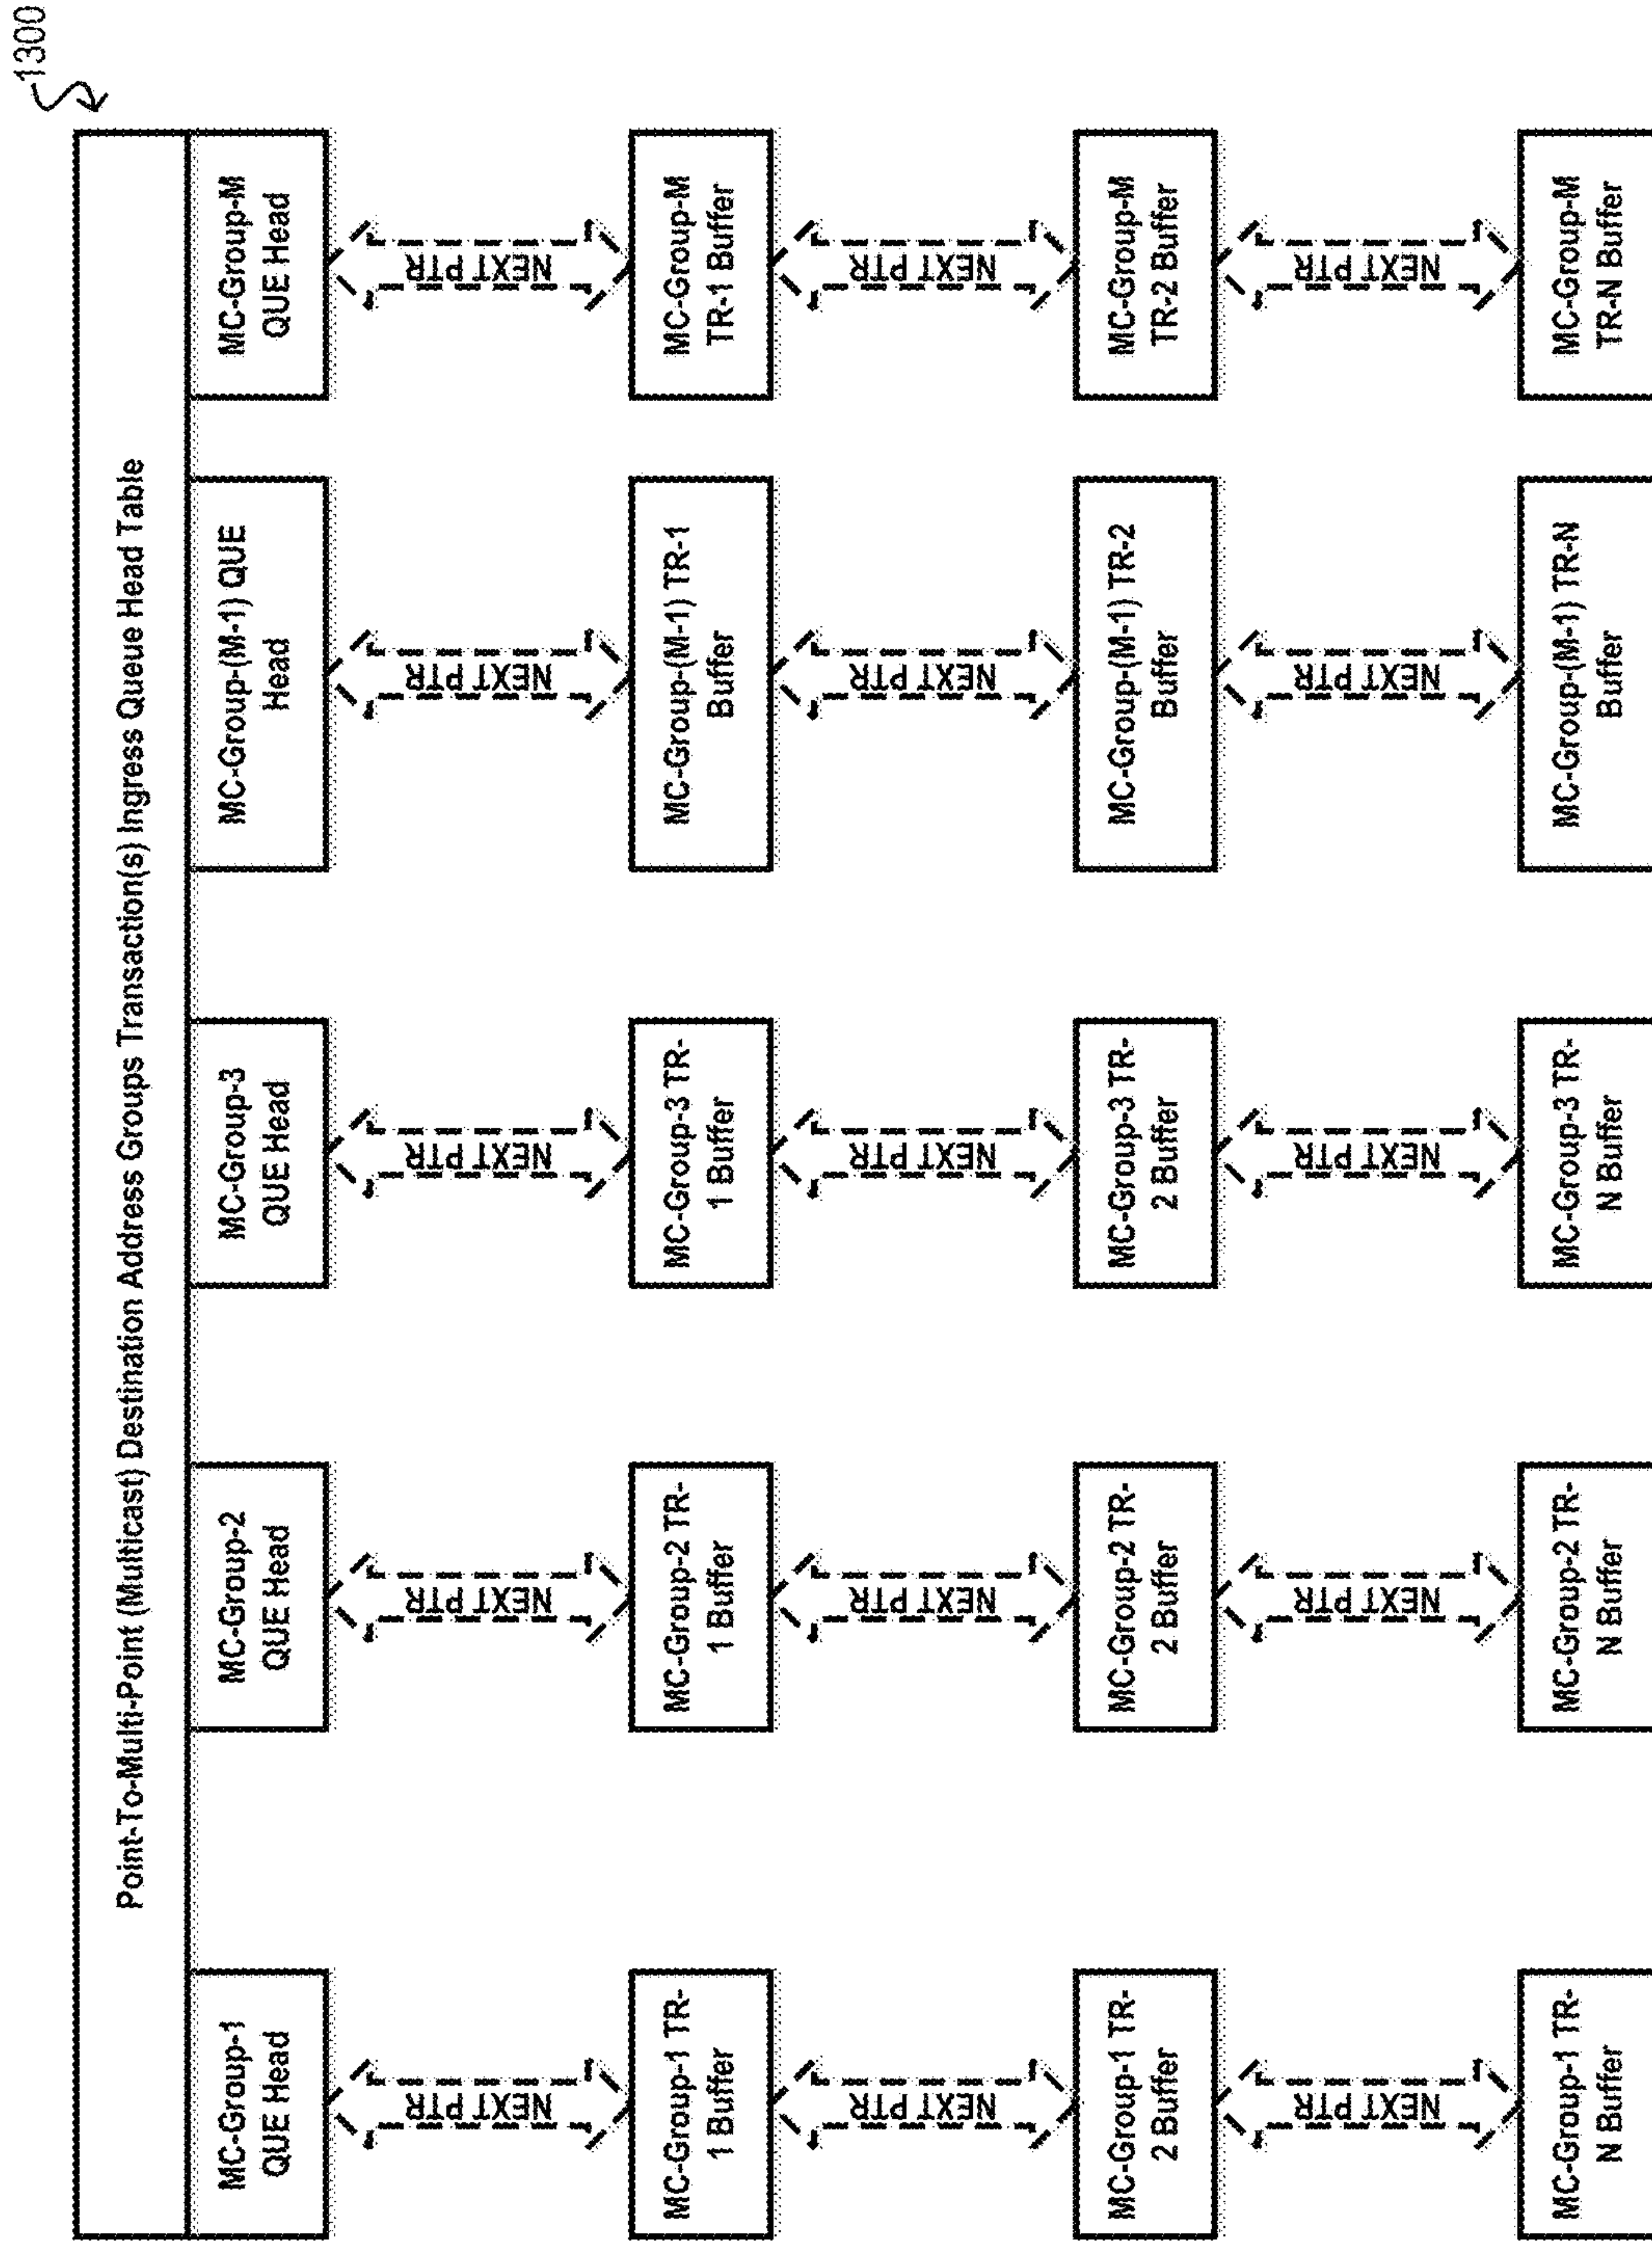 1300
Point-To-Multi-Point (Multicast) Destination Address Groups Transaction(s) Ingress Queue Head Table
MC-Group-1
QUE Head
MC-Group-2
QUE Head
MC-Group-3
QUE Head
MC-Group-(M-1) QUE
Head
MC-Group-M
QUE Head
NEXT PTR
NEXT PTR
NEXT PTR
NEXT PTR
NEXT PTR
MC-Group-1 TR-
1 Buffer
MC-Group-2 TR-
1 Buffer
MC-Group-3 TR-
1 Buffer
MC-Group-(M-1) TR-1
Buffer
MC-Group-M
TR-1 Buffer
NEXT PTR
NEXT PTR
NEXT PTR
NEXT PTR
NEXT PTR
MC-Group-1 TR-
2 Buffer
MC-Group-2 TR-
2 Buffer
MC-Group-3 TR-
2 Buffer
MC-Group-(M-1) TR-2
Buffer
MC-Group-M
TR-2 Buffer
NEXT PTR
NEXT PTR
NEXT PTR
NEXT PTR
NEXT PTR
MC-Group-1 TR-
N Buffer
MC-Group-2 TR-
N Buffer
MC-Group-3 TR-
N Buffer
MC-Group-(M-1) TR-N
Buffer
MC-Group-M
TR-N Buffer